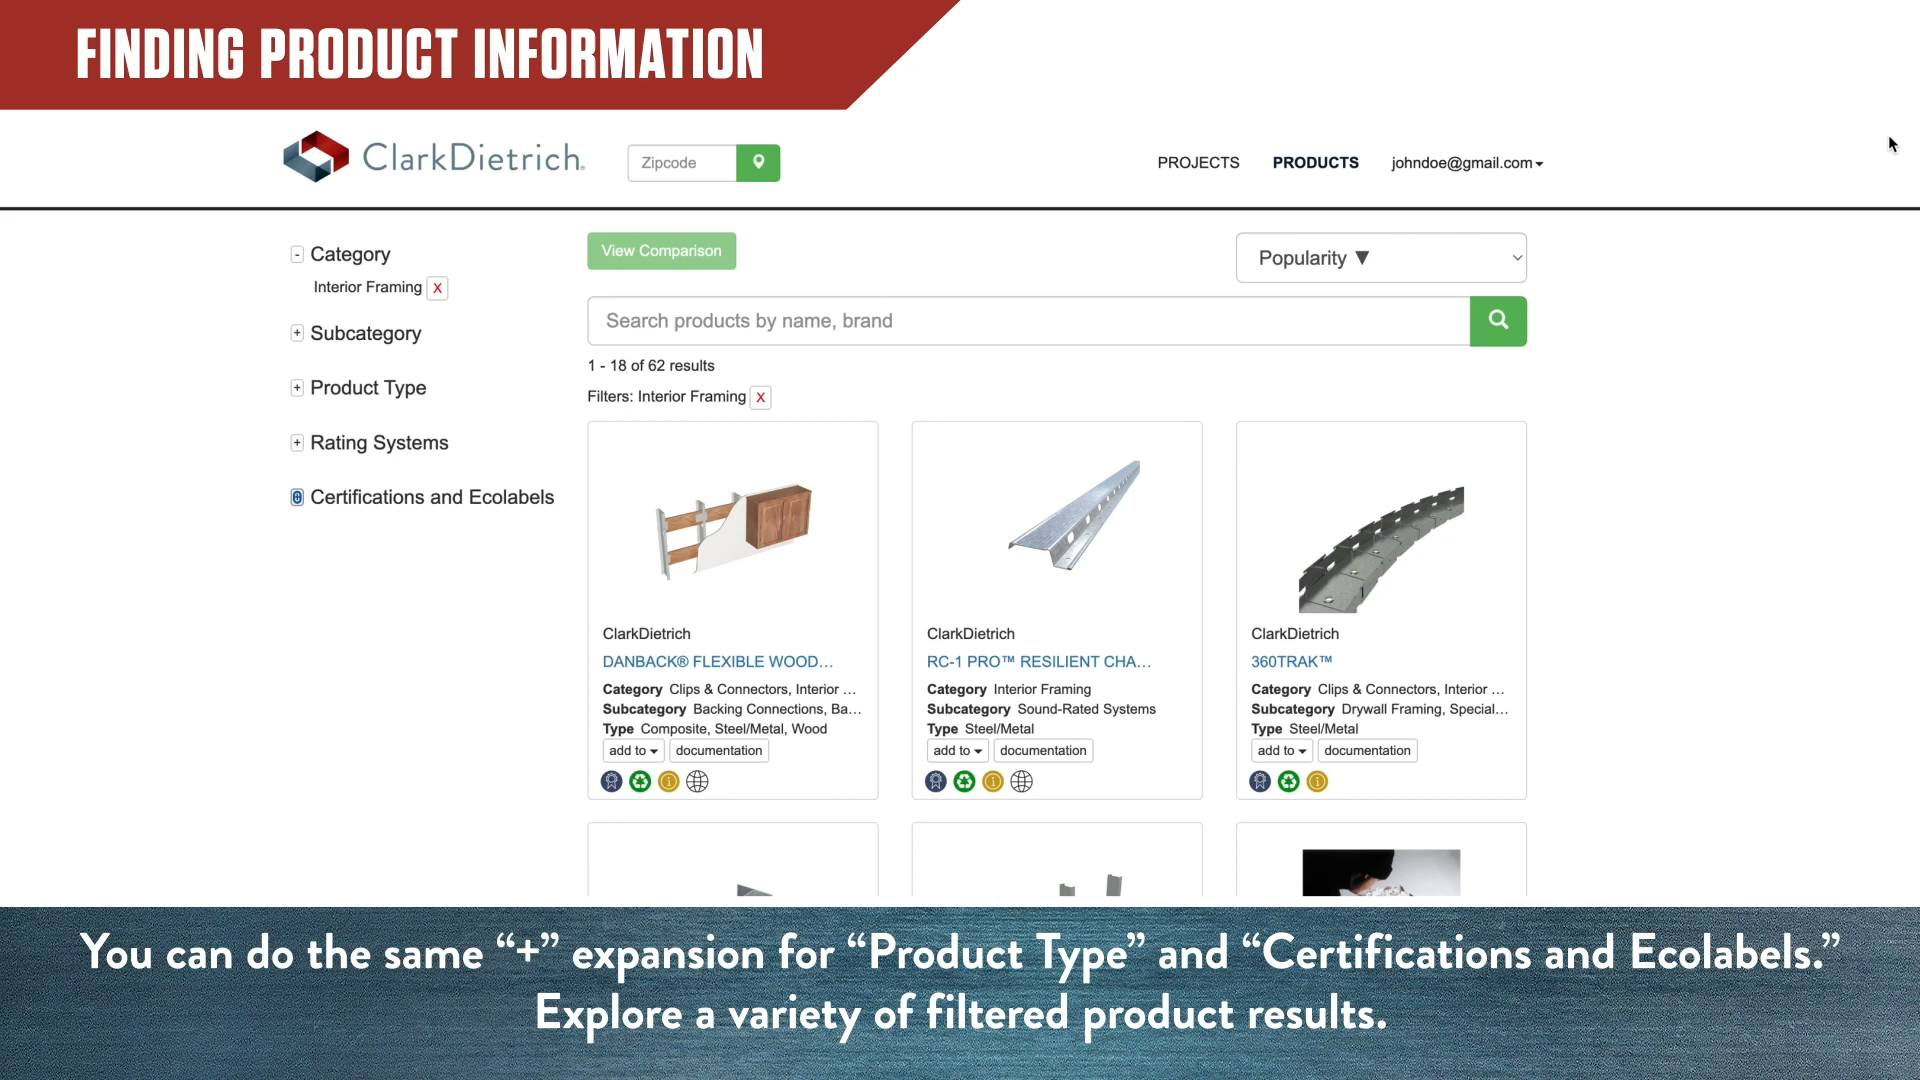 FINDING PRODUCT INFORMATION
ClarkDietrich.
Zipcode
PROJECTS
PRODUCTS
johndoe@gmail.com
- Category
Interior Framing X
+ Subcategory
+ Product Type
+ Rating Systems
Certifications and Ecolabels
View Comparison
Popularity ▼
Search products by name, brand
1 - 18 of 62 results
Filters: Interior Framing X
ClarkDietrich
DANBACK® FLEXIBLE WOOD...
Category Clips & Connectors, Interior ...
Subcategory Backing Connections, Ba...
Type Composite, Steel/Metal, Wood
add to documentation
ClarkDietrich
RC-1 PRO™ RESILIENT CHA...
Category Interior Framing
Subcategory Sound-Rated Systems
Type Steel/Metal
add to documentation
ClarkDietrich
360TRAK™
Category Clips & Connectors, Interior ...
Subcategory Drywall Framing, Special...
Type Steel/Metal
add to documentation
You can do the same “+” expansion for “Product Type” and “Certifications and Ecolabels.”
Explore a variety of filtered product results.